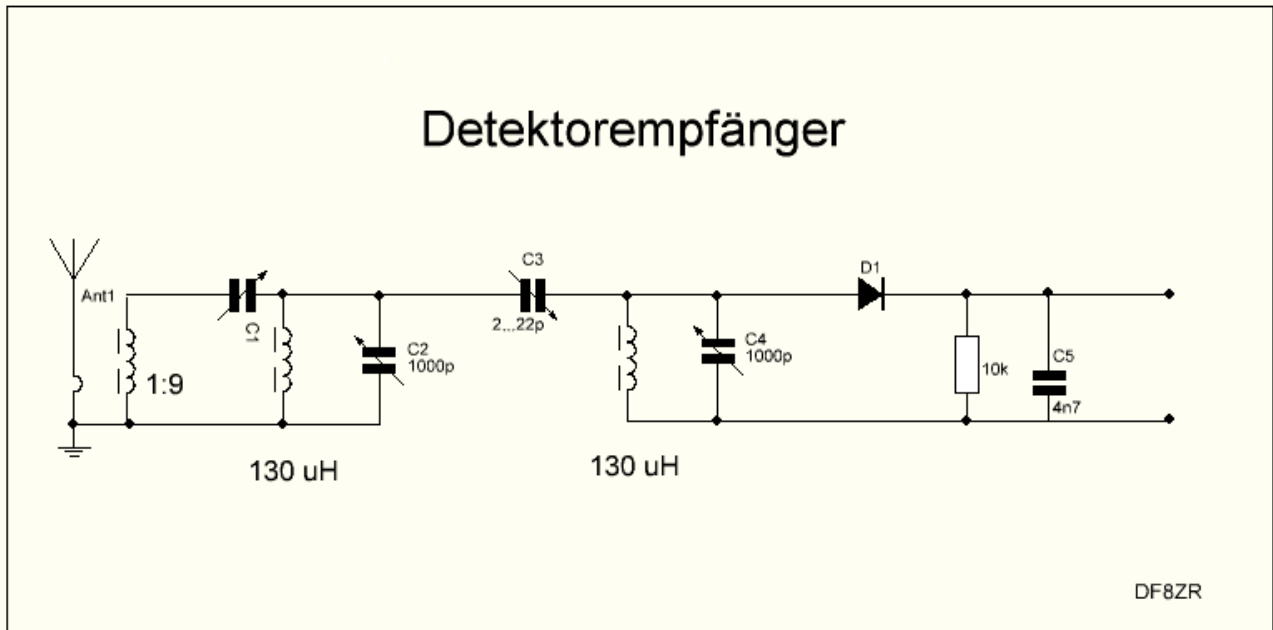 Detektorempfänger
Ant1
C1
1:9
130 uH
C2
1000p
C3
2...22p
130 uH
C4
1000p
D1
10k
C5
4n7
DF8ZR